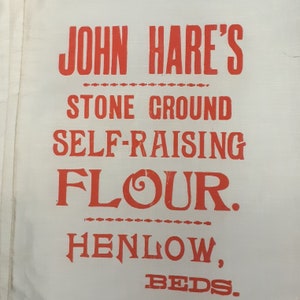 JOHN HARE'S
STONE GROUND
SELF-RAISING
FLOUR.
HENLOW,
BEDS.